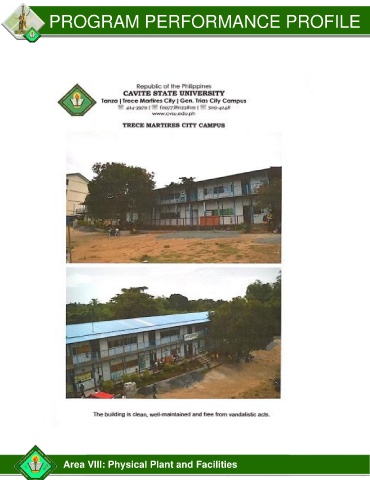 PROGRAM PERFORMANCE PROFILE
Republic of the Philippines
CAVITE STATE UNIVERSITY
Tanza | Trece Martires City | Gen. Trias City Campus
www.cvsu.edu.ph
TRECE MARTIRES CITY CAMPUS
The building is clean, well-maintained and free from vandalistic acts.
Area VIII: Physical Plant and Facilities